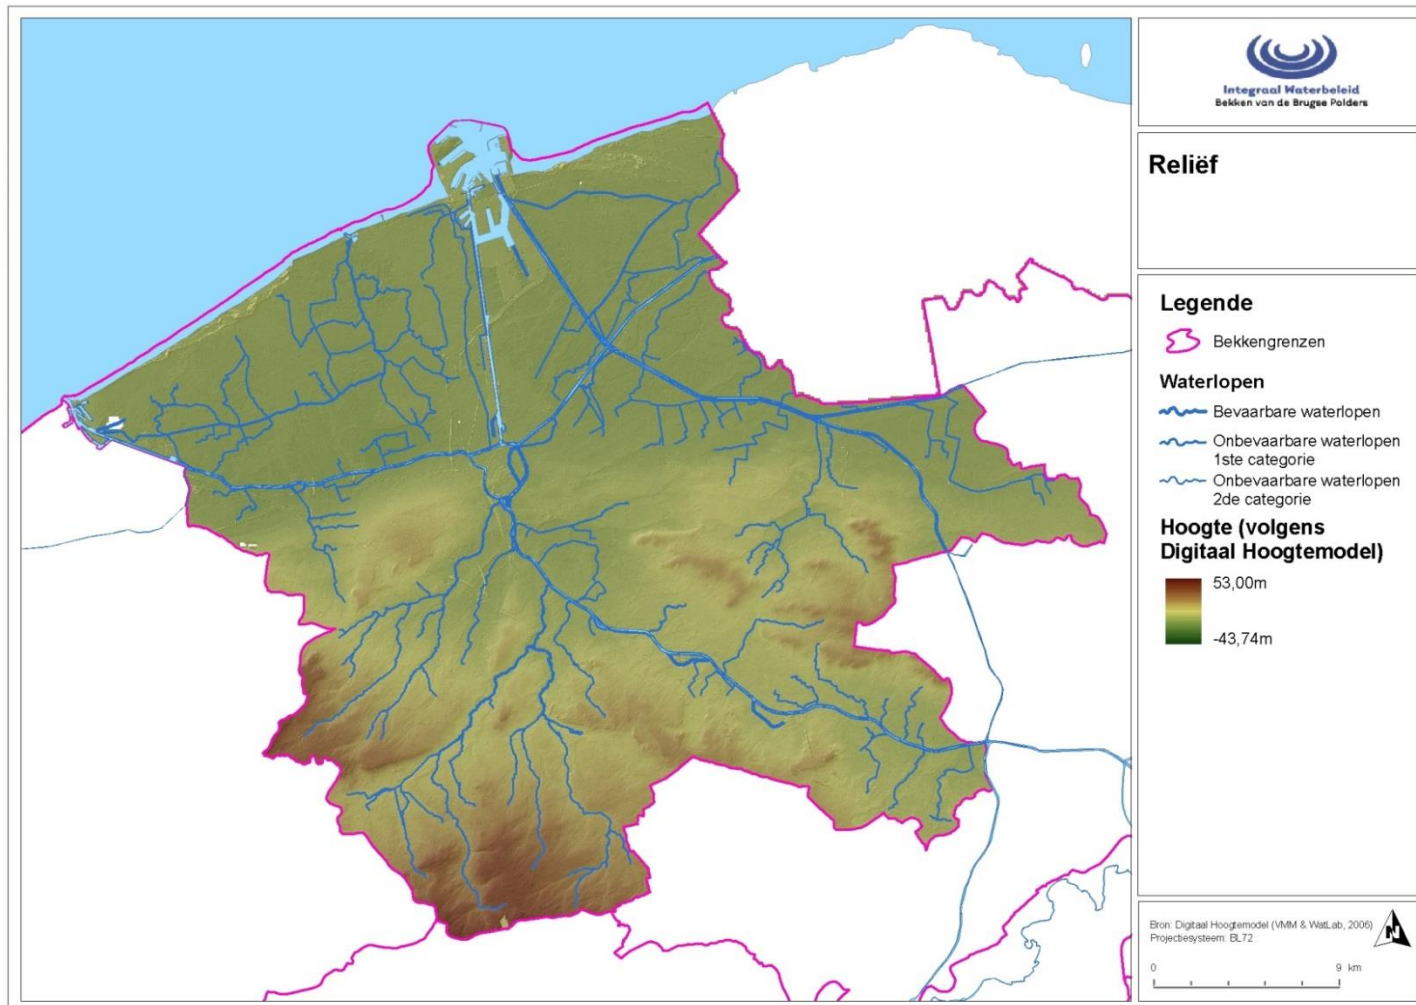 Integraal Waterbeleid
Bekken van de Brugse Polders
Reliëf
Legende
Bekkengrenzen
Waterlopen
Bevaarbare waterlopen
Onbevaarbare waterlopen
1ste categorie
Onbevaarbare waterlopen
2de categorie
Hoogte (volgens
Digitaal Hoogtemodel)
53,00m
-43,74m
Bron: Digitaal Hoogtemodel (VMM & WatLab, 2006)
Projectiesysteem: BL72
N
0 9 km